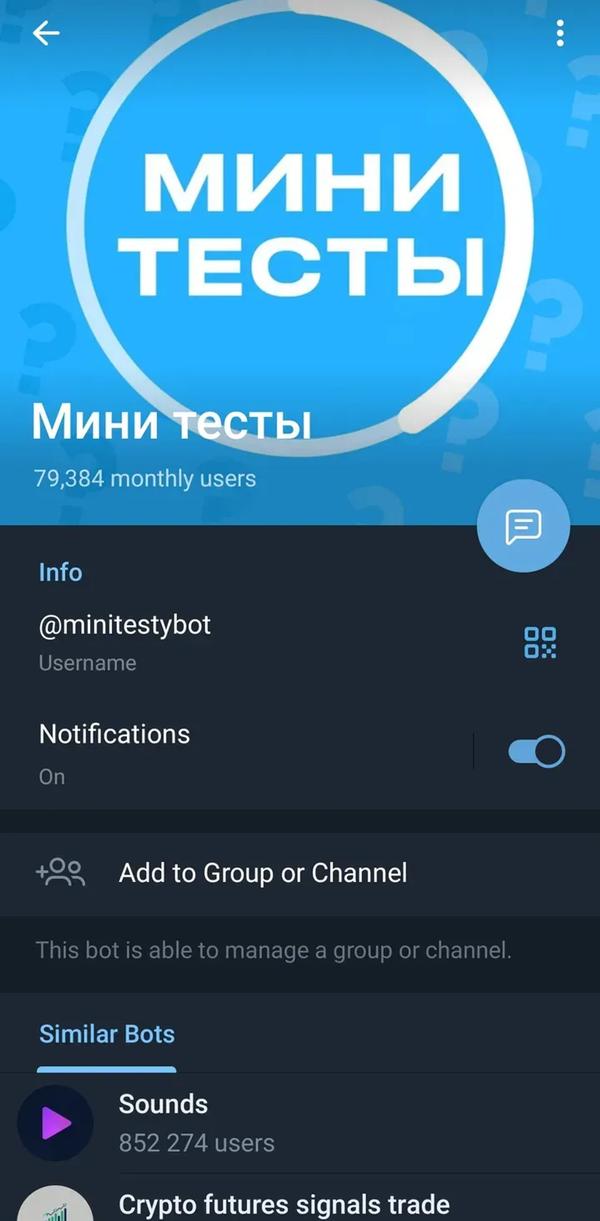 МИНИ
ТЕСТЫ
Мини тесты
79,384 monthly users
Info
@minitestybot
Username
Notifications
On
Add to Group or Channel
This bot is able to manage a group or channel.
Similar Bots
Sounds
852 274 users
Crypto futures signals trade